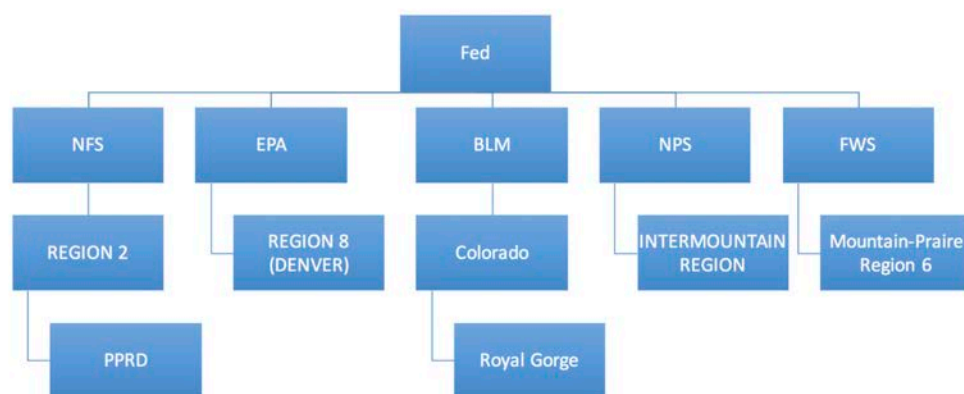 Fed
NFS
EPA
BLM
NPS
FWS
REGION 2
REGION 8
(DENVER)
Colorado
INTERMOUNTAIN
REGION
Mountain-Praire
Region 6
PPRD
Royal Gorge